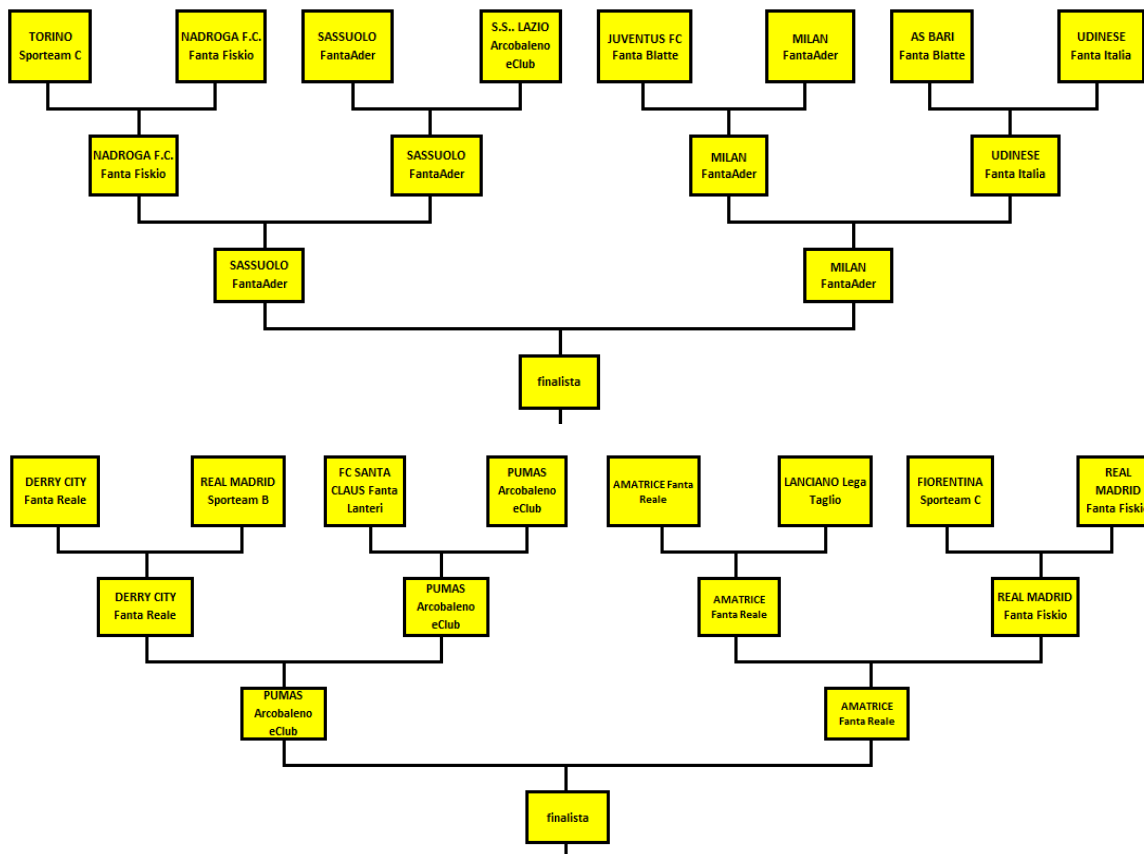 TORINO
Sporteam C
NADROGA F.C.
Fanta Fiskio
SASSUOLO
FantaAder
S.S.. LAZIO
Arcobaleno
eClub
JUVENTUS FC
Fanta Blatte
MILAN
FantaAder
AS BARI
Fanta Blatte
UDINESE
Fanta Italia
NADROGA F.C.
Fanta Fiskio
SASSUOLO
FantaAder
MILAN
FantaAder
UDINESE
Fanta Italia
SASSUOLO
FantaAder
MILAN
FantaAder
finalista
DERRY CITY
Fanta Reale
REAL MADRID
Sporteam B
FC SANTA
CLAUS Fanta
Lanteri
PUMAS
Arcobaleno
eClub
AMATRICE Fanta
Reale
LANCIANO Lega
Taglio
FIORENTINA
Sporteam C
REAL
MADRID
Fanta Fiskio
DERRY CITY
Fanta Reale
PUMAS
Arcobaleno
eClub
AMATRICE
Fanta Reale
REAL MADRID
Fanta Fiskio
PUMAS
Arcobaleno
eClub
AMATRICE
Fanta Reale
finalista